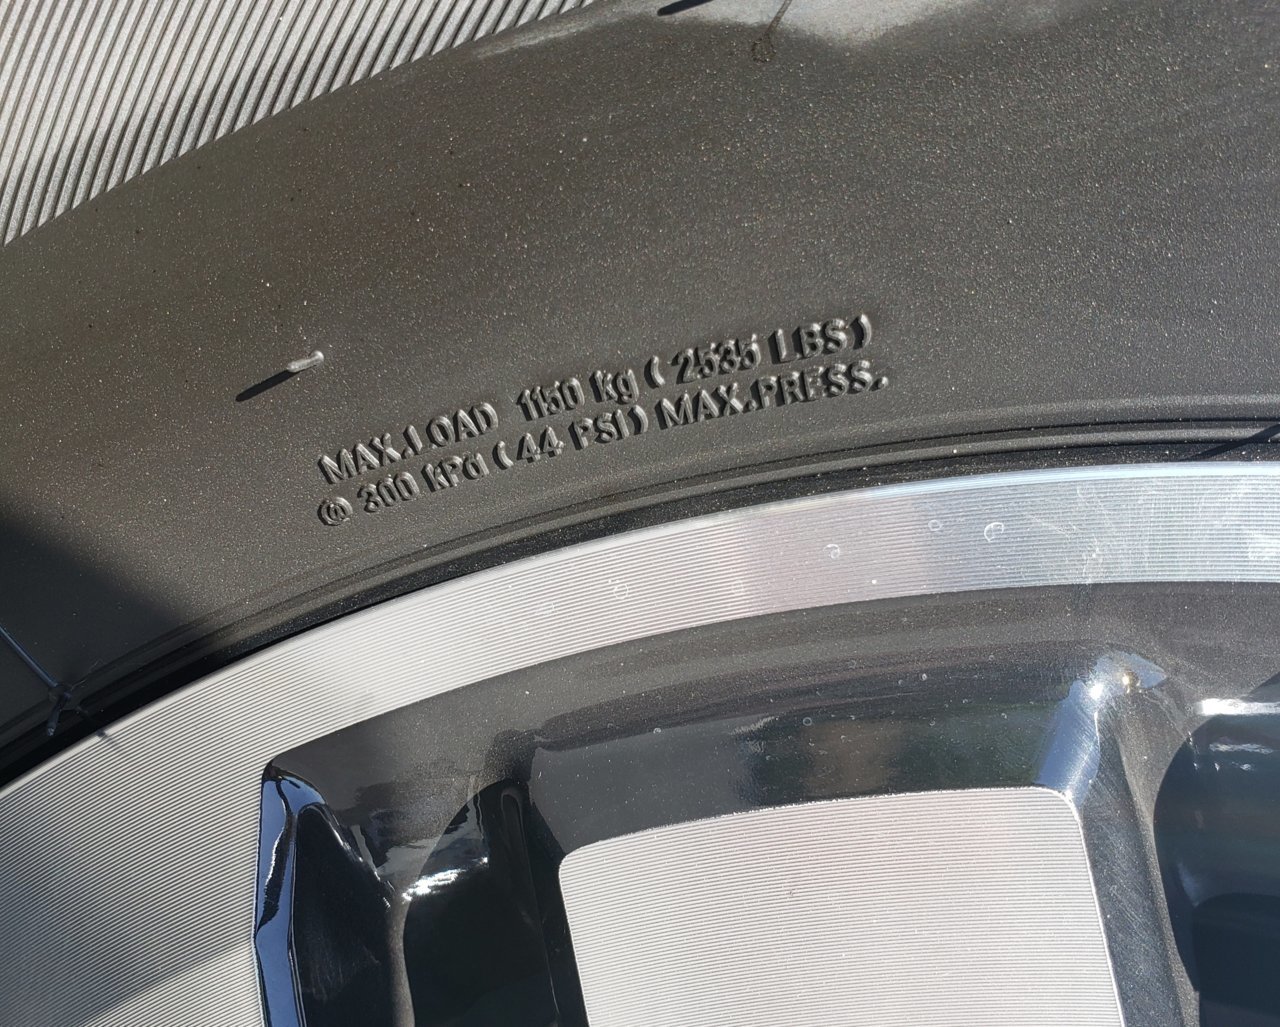 MAX.LOAD 1150 kg (2535 LBS)
@ 300 kPa (44 PSI) MAX.PRESS.